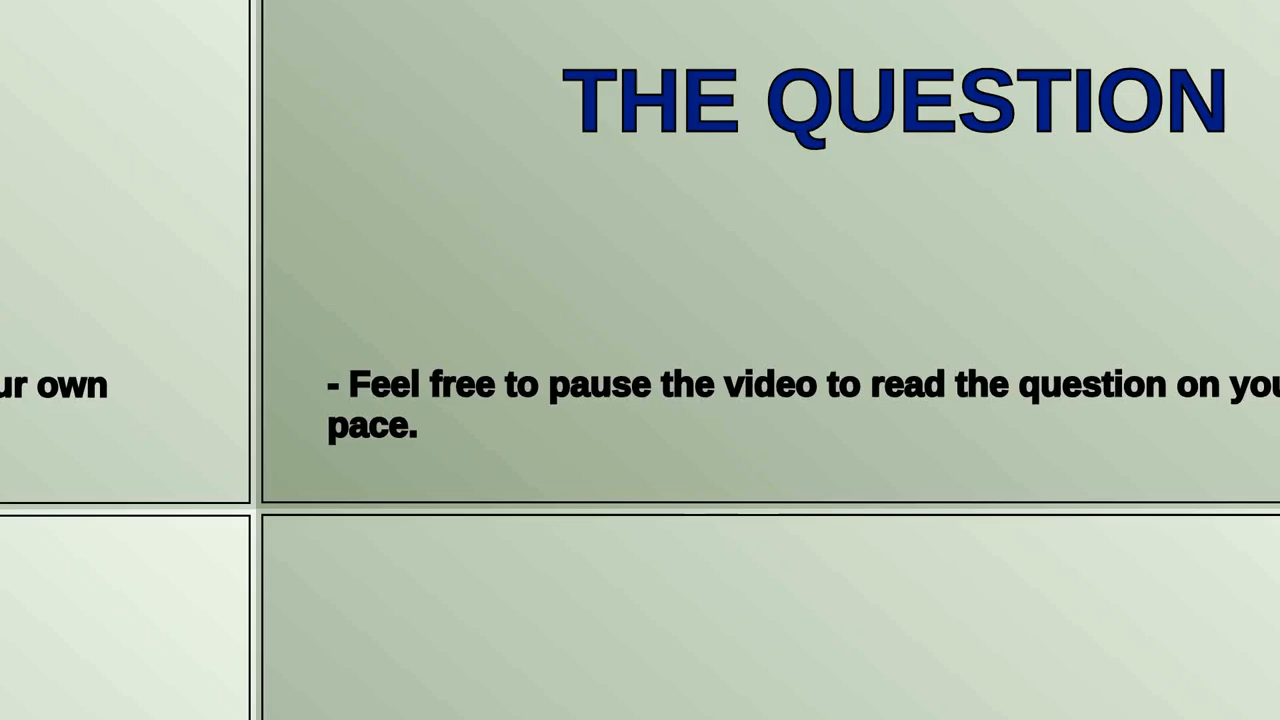 THE QUESTION
ur own
- Feel free to pause the video to read the question on you
pace.